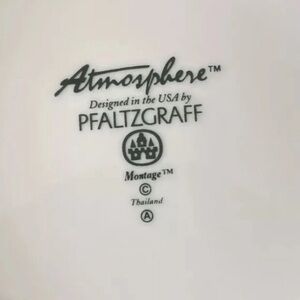 Atmosphere™
Designed in the USA by
PFALTZGRAFF
Montage™
©
Thailand
Ⓐ